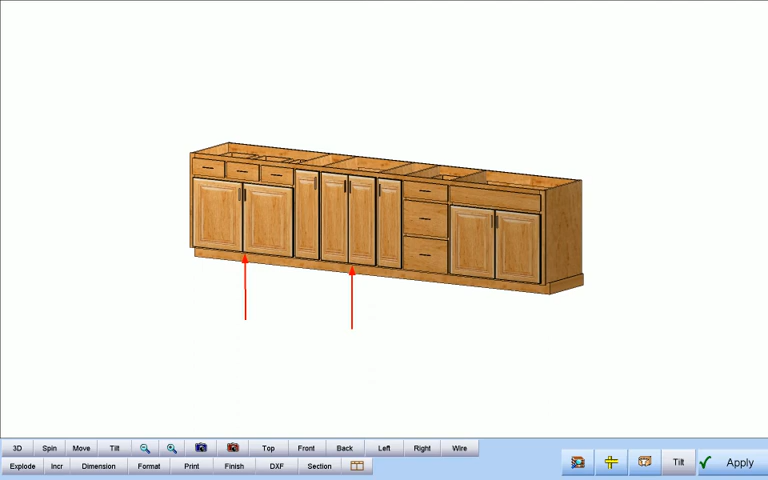 3D Spin Move Tilt Top Front Back Left Right Wire
Explode Incr Dimension Format Print Finish DXF Section
Tilt Apply